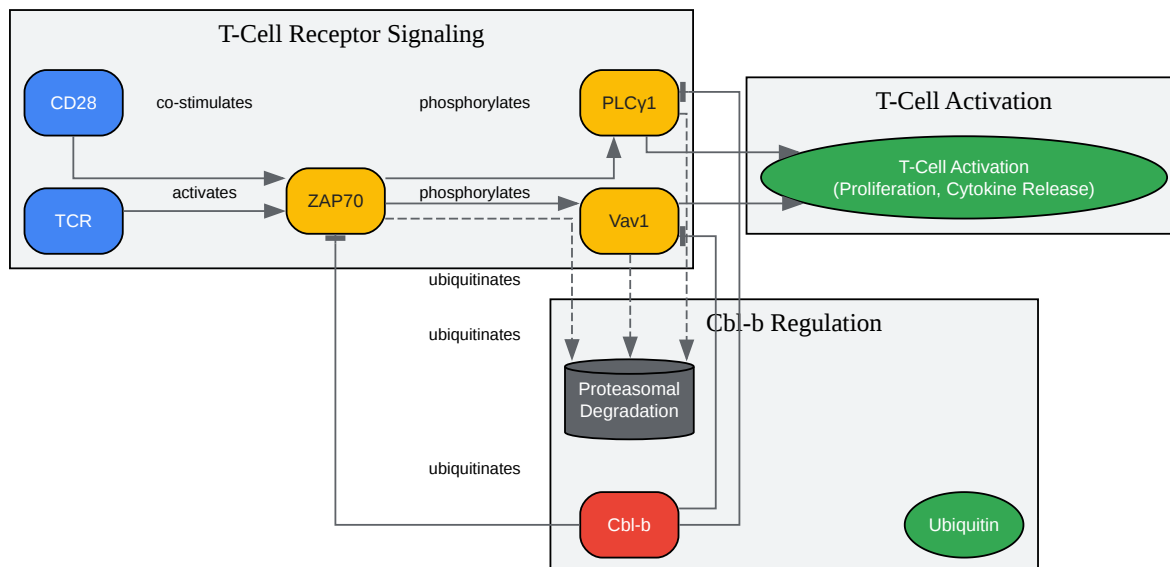 T-Cell Receptor Signaling
CD28
co-stimulates
phosphorylates
PLCγ1
T-Cell Activation
T-Cell Activation
(Proliferation, Cytokine Release)
TCR
activates
ZAP70
phosphorylates
Vav1
ubiquitinates
ubiquitinates
Cbl-b Regulation
Proteasomal
Degradation
ubiquitinates
Cbl-b
Ubiquitin